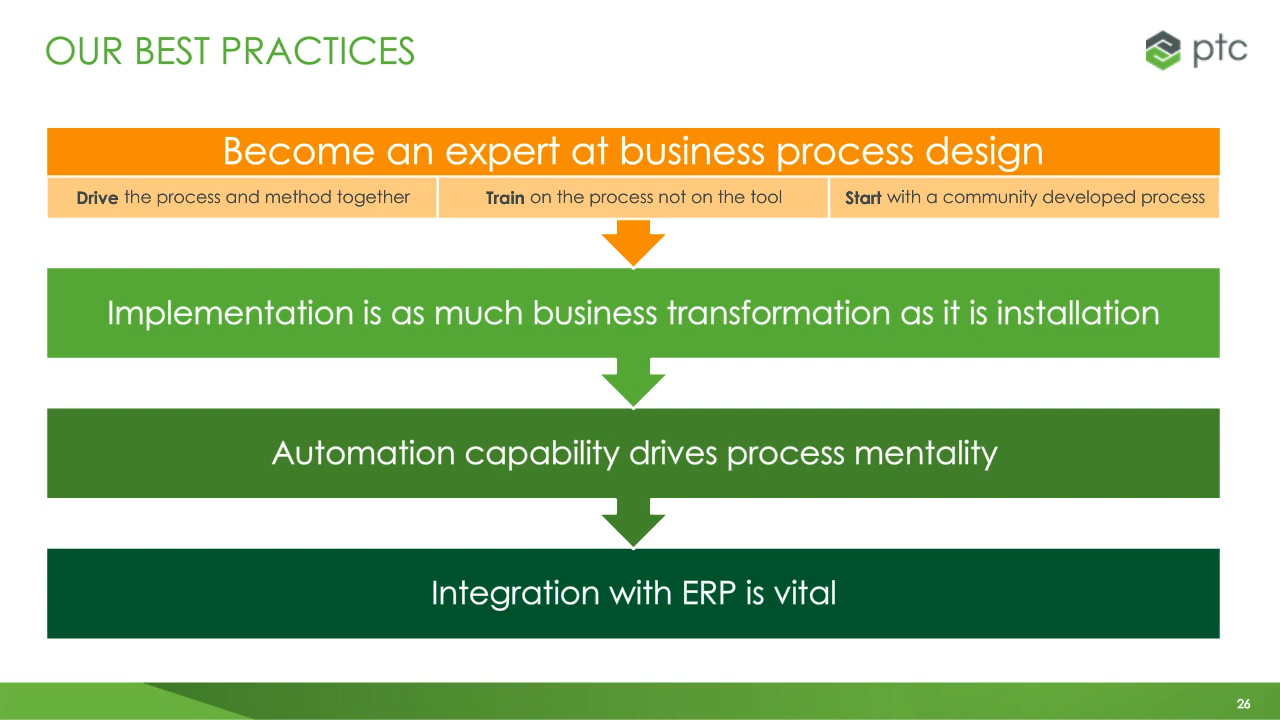 OUR BEST PRACTICES
ptc
Become an expert at business process design
Drive the process and method together
Train on the process not on the tool
Start with a community developed process
Implementation is as much business transformation as it is installation
Automation capability drives process mentality
Integration with ERP is vital
26